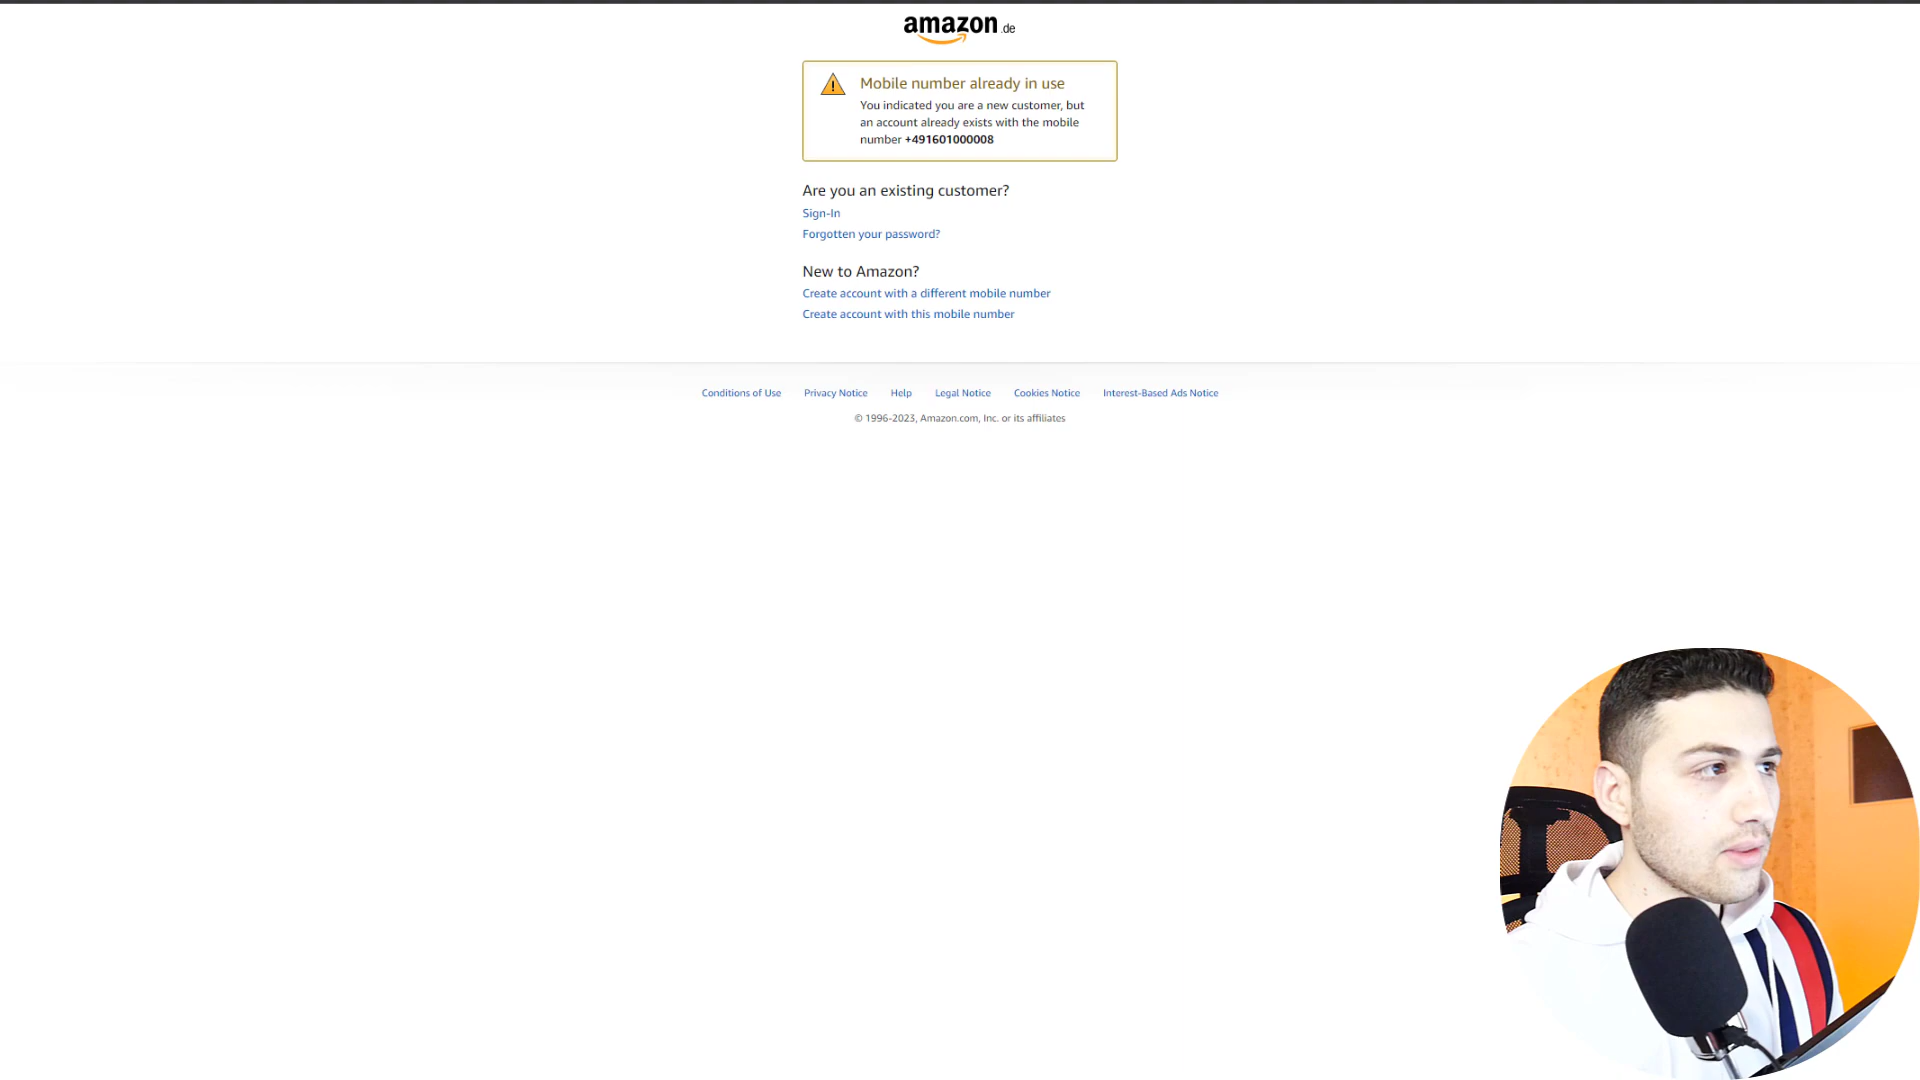 amazon.de
Mobile number already in use
You indicated you are a new customer, but
an account already exists with the mobile
number +491601000008
Are you an existing customer?
Sign-In
Forgotten your password?
New to Amazon?
Create account with a different mobile number
Create account with this mobile number
Conditions of Use Privacy Notice Help Legal Notice Cookies Notice Interest-Based Ads Notice
© 1996-2023, Amazon.com, Inc. or its affiliates